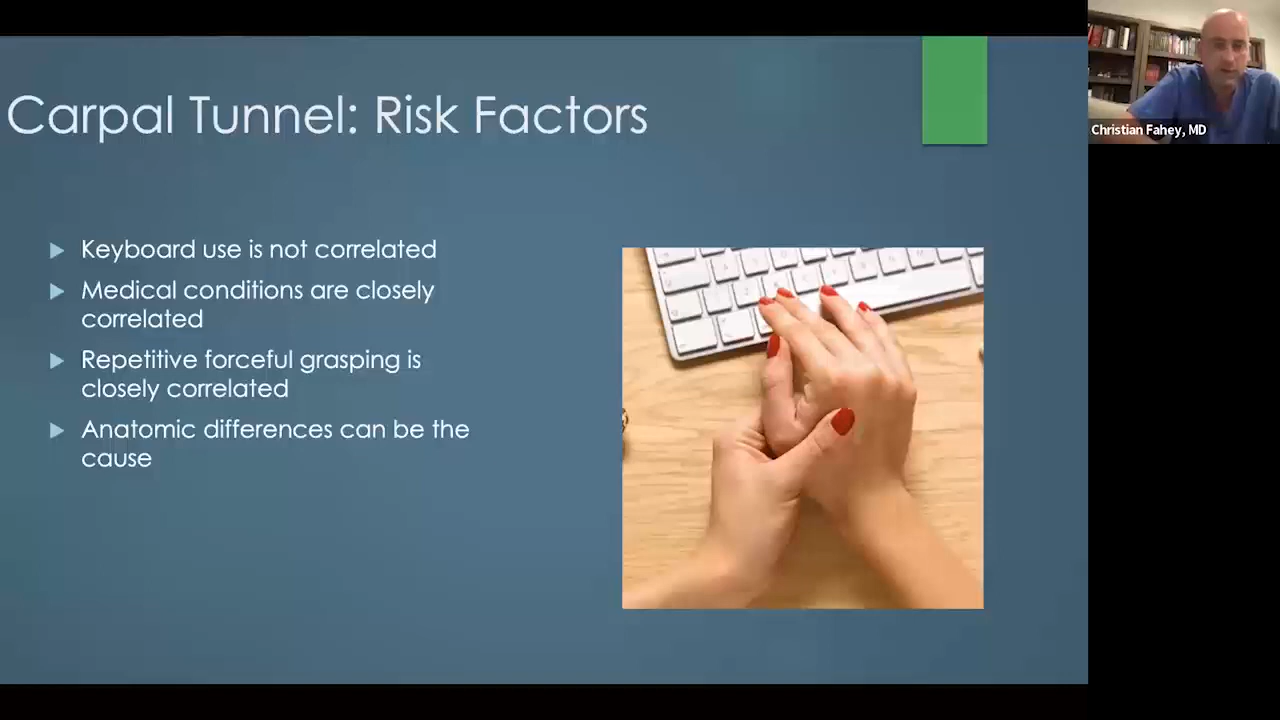 Carpal Tunnel: Risk Factors
Keyboard use is not correlated
Medical conditions are closely
correlated
Repetitive forceful grasping is
closely correlated
Anatomic differences can be the
cause
Christian Fahey, MD